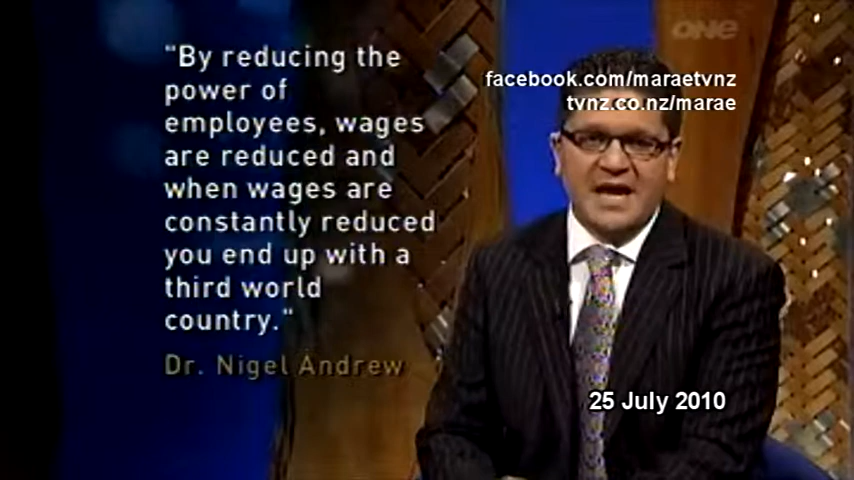 "By reducing the
power of
employees, wages
are reduced and
when wages are
constantly reduced
you end up with a
third world
country."
Dr. Nigel Andrew
ONE
facebook.com/maraetvnz
tvnz.co.nz/marae
25 July 2010